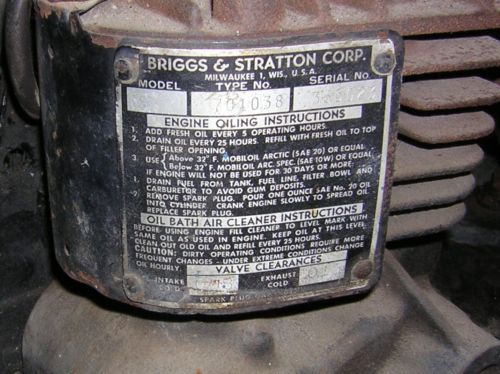 BRIGGS & STRATTON CORP.
MILWAUKEE 1, WIS., U.S.A.
MODEL TYPE No. SERIAL No.
701038
ENGINE OILING INSTRUCTIONS
1. ADD FRESH OIL EVERY 5 OPERATING HOURS.
2. DRAIN OIL EVERY 25 HOURS. REFILL WITH FRESH OIL TO TOP
OF FILLER OPENING.
3. USE { Above 32° F. MOBILOIL ARCTIC (SAE 20) OR EQUAL
Below 32° F. MOBILOIL ARC. SPEC. (SAE 10W) OR EQUAL
IF ENGINE WILL NOT BE USED FOR 30 DAYS OR MORE
1. DRAIN FUEL FROM TANK, FUEL LINE, FILTER BOWL AND
CARBURETOR TO AVOID GUM DEPOSITS.
2. REMOVE SPARK PLUG. POUR ONE OUNCE SAE No. 20 OIL
INTO CYLINDER CRANK ENGINE SLOWLY TO SPREAD OIL
REPLACE SPARK PLUG.
OIL BATH AIR CLEANER INSTRUCTIONS
BEFORE USING ENGINE FILL CLEANER TO LEVEL MARK WITH
SAME OIL AS USED IN ENGINE. KEEP OIL AT THIS LEVEL
CLEAN OUT OLD OIL AND REFILL EVERY 25 HOURS.
CAUTION: DIRTY OPERATING CONDITIONS REQUIRE MORE
FREQUENT CHANGES - UNDER EXTREME CONDITIONS CHANGE
OIL HOURLY.
VALVE CLEARANCES
INTAKE EXHAUST
COLD COLD
SPARK PLUG